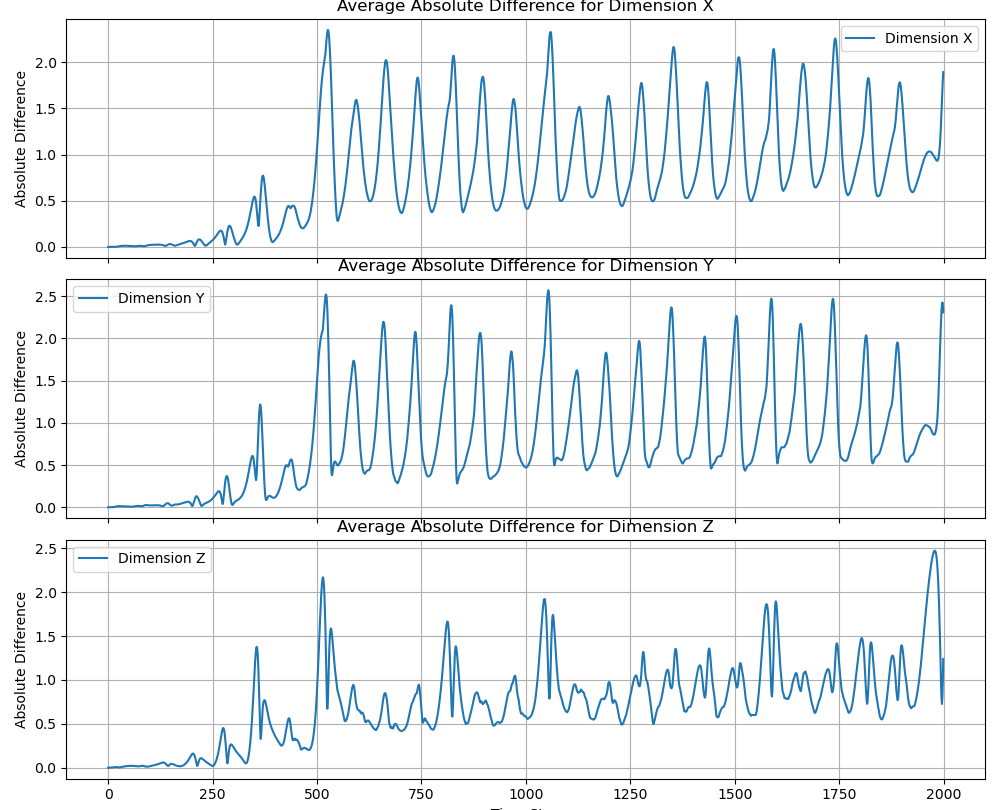 Average Absolute Difference for Dimension X
Dimension X
Absolute Difference
2.0
1.5
1.0
0.5
0.0
Average Absolute Difference for Dimension Y
Dimension Y
Absolute Difference
2.5
2.0
1.5
1.0
0.5
0.0
Average Absolute Difference for Dimension Z
Dimension Z
Absolute Difference
2.5
2.0
1.5
1.0
0.5
0.0
0 250 500 750 1000 1250 1500 1750 2000